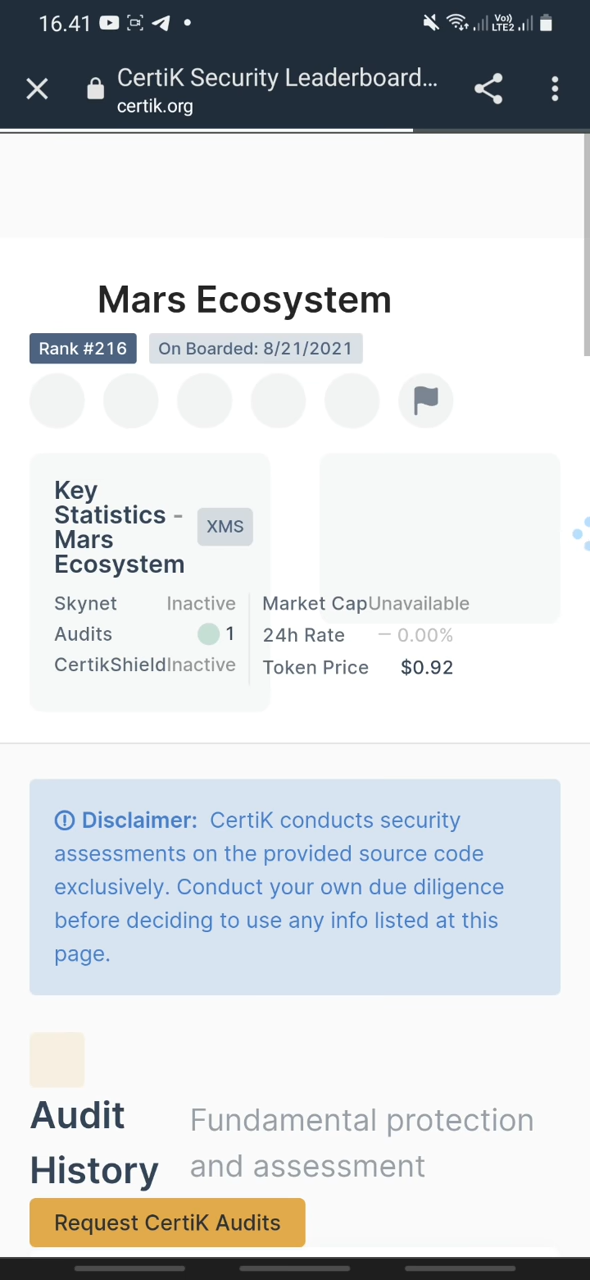 16.41
Vo))
LTE2
CertiK Security Leaderboard...
certik.org
Mars Ecosystem
Rank #216
On Boarded: 8/21/2021
Key
Statistics -
Mars
Ecosystem
XMS
Skynet Inactive
Audits 1
CertikShield Inactive
Market Cap Unavailable
24h Rate — 0.00%
Token Price $0.92
Disclaimer: CertiK conducts security
assessments on the provided source code
exclusively. Conduct your own due diligence
before deciding to use any info listed at this
page.
Audit
History
Fundamental protection
and assessment
Request CertiK Audits